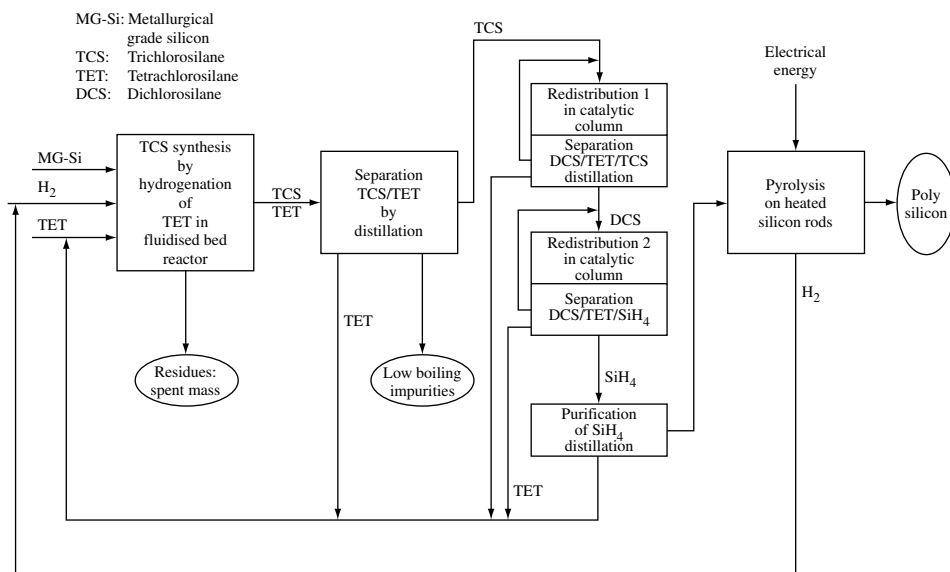 MG-Si: Metallurgical
grade silicon
TCS: Trichlorosilane
TET: Tetrachlorosilane
DCS: Dichlorosilane
MG-Si
H2
TET
TCS synthesis
by
hydrogenation
of
TET in
fluidised bed
reactor
Residues:
spent mass
TCS
TET
Separation
TCS/TET
by
distillation
TET
Low boiling
impurities
TCS
Redistribution 1
in catalytic
column
Separation
DCS/TET/TCS
distillation
DCS
Redistribution 2
in catalytic
column
Separation
DCS/TET/SiH4
SiH4
Purification
of SiH4
distillation
TET
Electrical
energy
Pyrolysis
on heated
silicon rods
H2
Poly
silicon